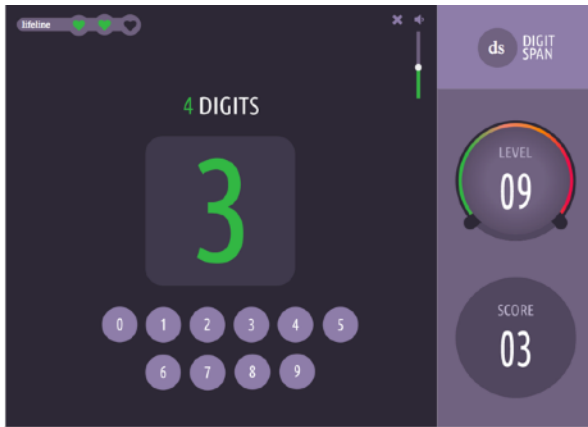 lifeline
ds
DIGIT
SPAN
4 DIGITS
3
LEVEL
09
0 1 2 3 4 5
6 7 8 9
SCORE
03